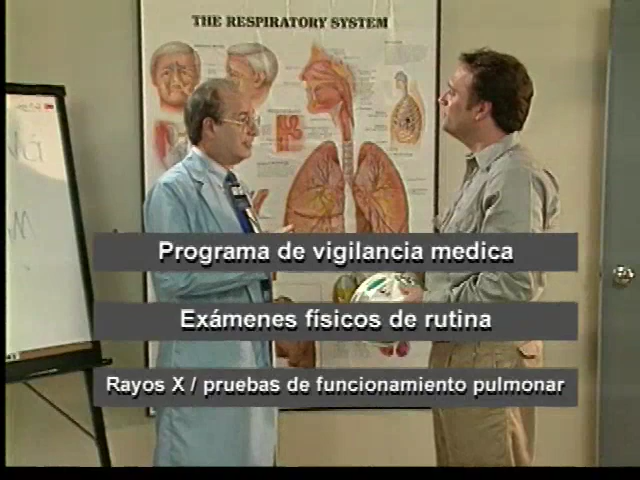 THE RESPIRATORY SYSTEM
Programa de vigilancia medica
Exámenes físicos de rutina
Rayos X / pruebas de funcionamiento pulmonar